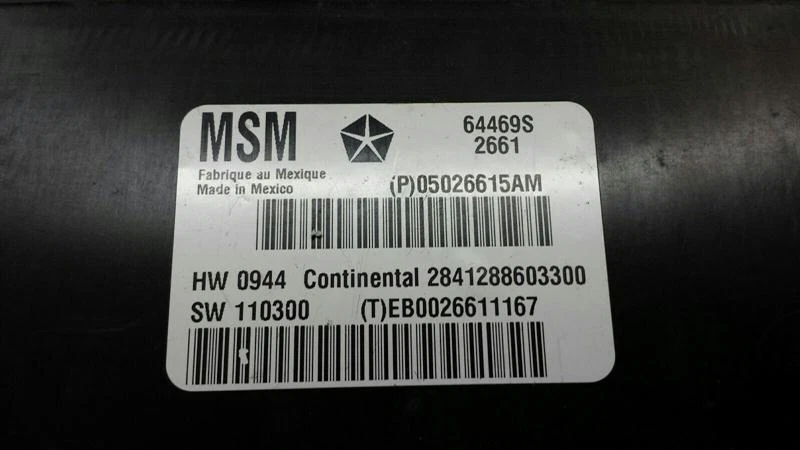 MSM
64469S
2661
Fabrique au Mexique
Made in Mexico
(P)05026615AM
HW 0944 Continental 2841288603300
SW 110300 (T)EB0026611167